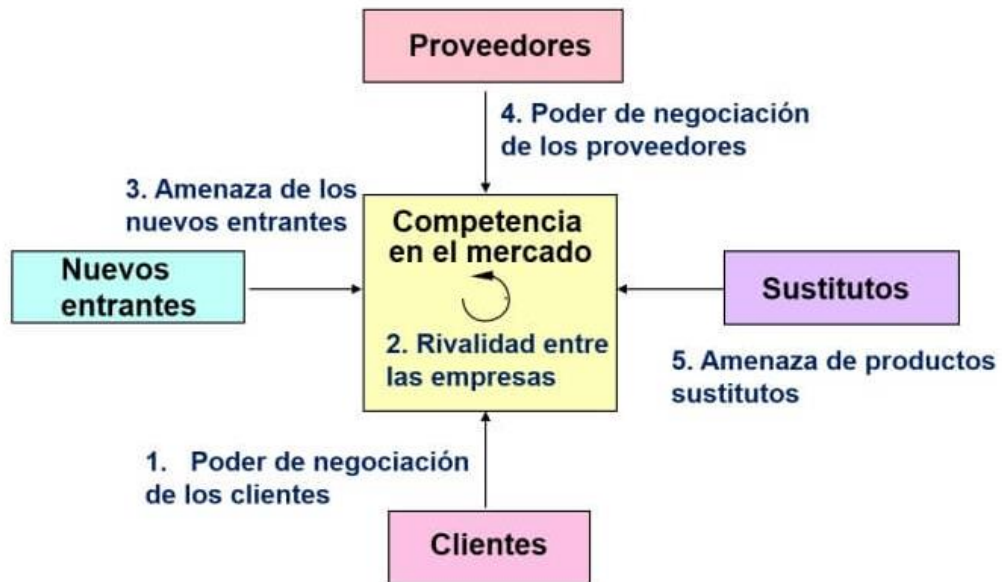 Proveedores
4. Poder de negociación
de los proveedores
3. Amenaza de los
nuevos entrantes
Competencia
en el mercado
Nuevos
entrantes
Sustitutos
2. Rivalidad entre
las empresas
5. Amenaza de productos
sustitutos
1. Poder de negociación
de los clientes
Clientes